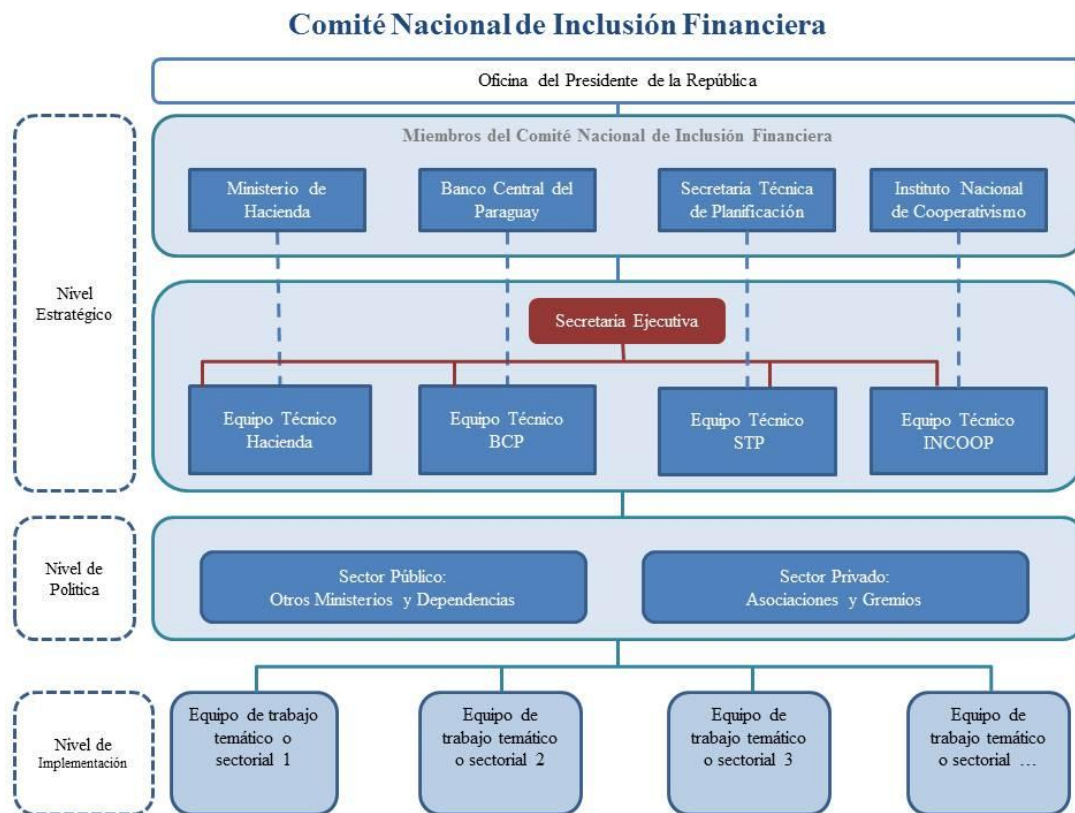 Comité Nacional de Inclusión Financiera
Oficina del Presidente de la República
Miembros del Comité Nacional de Inclusión Financiera
Ministerio de
Hacienda
Banco Central del
Paraguay
Secretaría Técnica
de Planificación
Instituto Nacional
de Cooperativismo
Nivel
Estratégico
Secretaria Ejecutiva
Equipo Técnico
Hacienda
Equipo Técnico
BCP
Equipo Técnico
STP
Equipo Técnico
INCOOP
Nivel de
Política
Sector Público:
Otros Ministerios y Dependencias
Sector Privado:
Asociaciones y Gremios
Nivel de
Implementación
Equipo de trabajo
temático o
sectorial 1
Equipo de
trabajo temático
o sectorial 2
Equipo de
trabajo temático
o sectorial 3
Equipo de
trabajo temático
o sectorial …